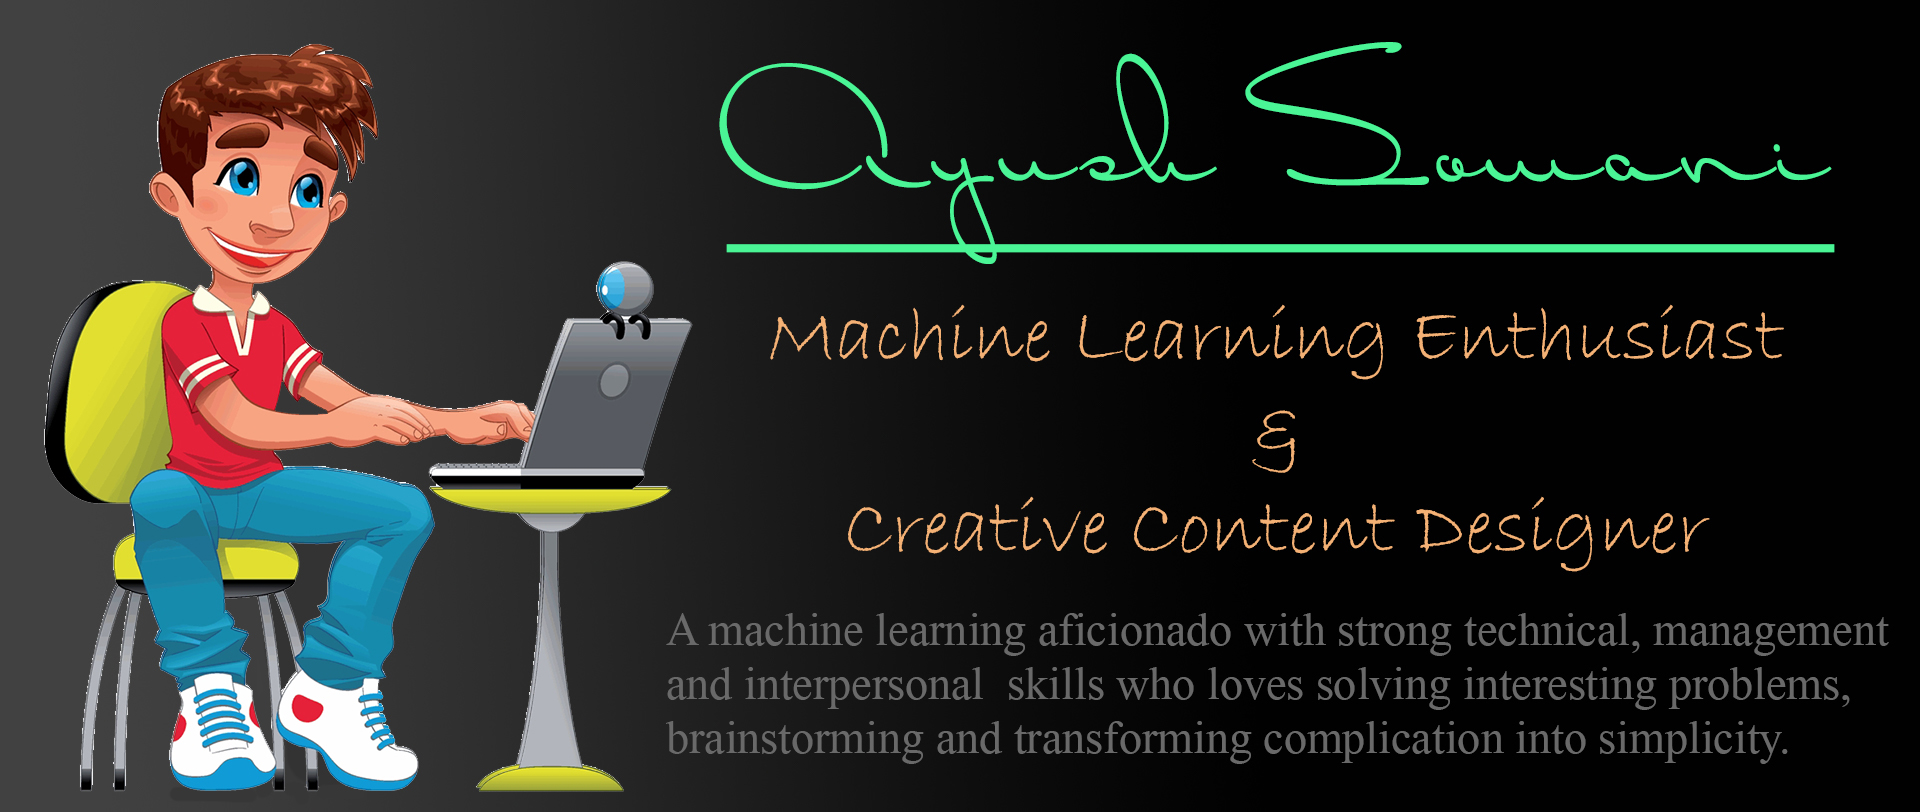 Ayush Somani
Machine Learning Enthusiast
&
Creative Content Designer
A machine learning aficionado with strong technical, management
and interpersonal  skills who loves solving interesting problems,
brainstorming and transforming complication into simplicity.